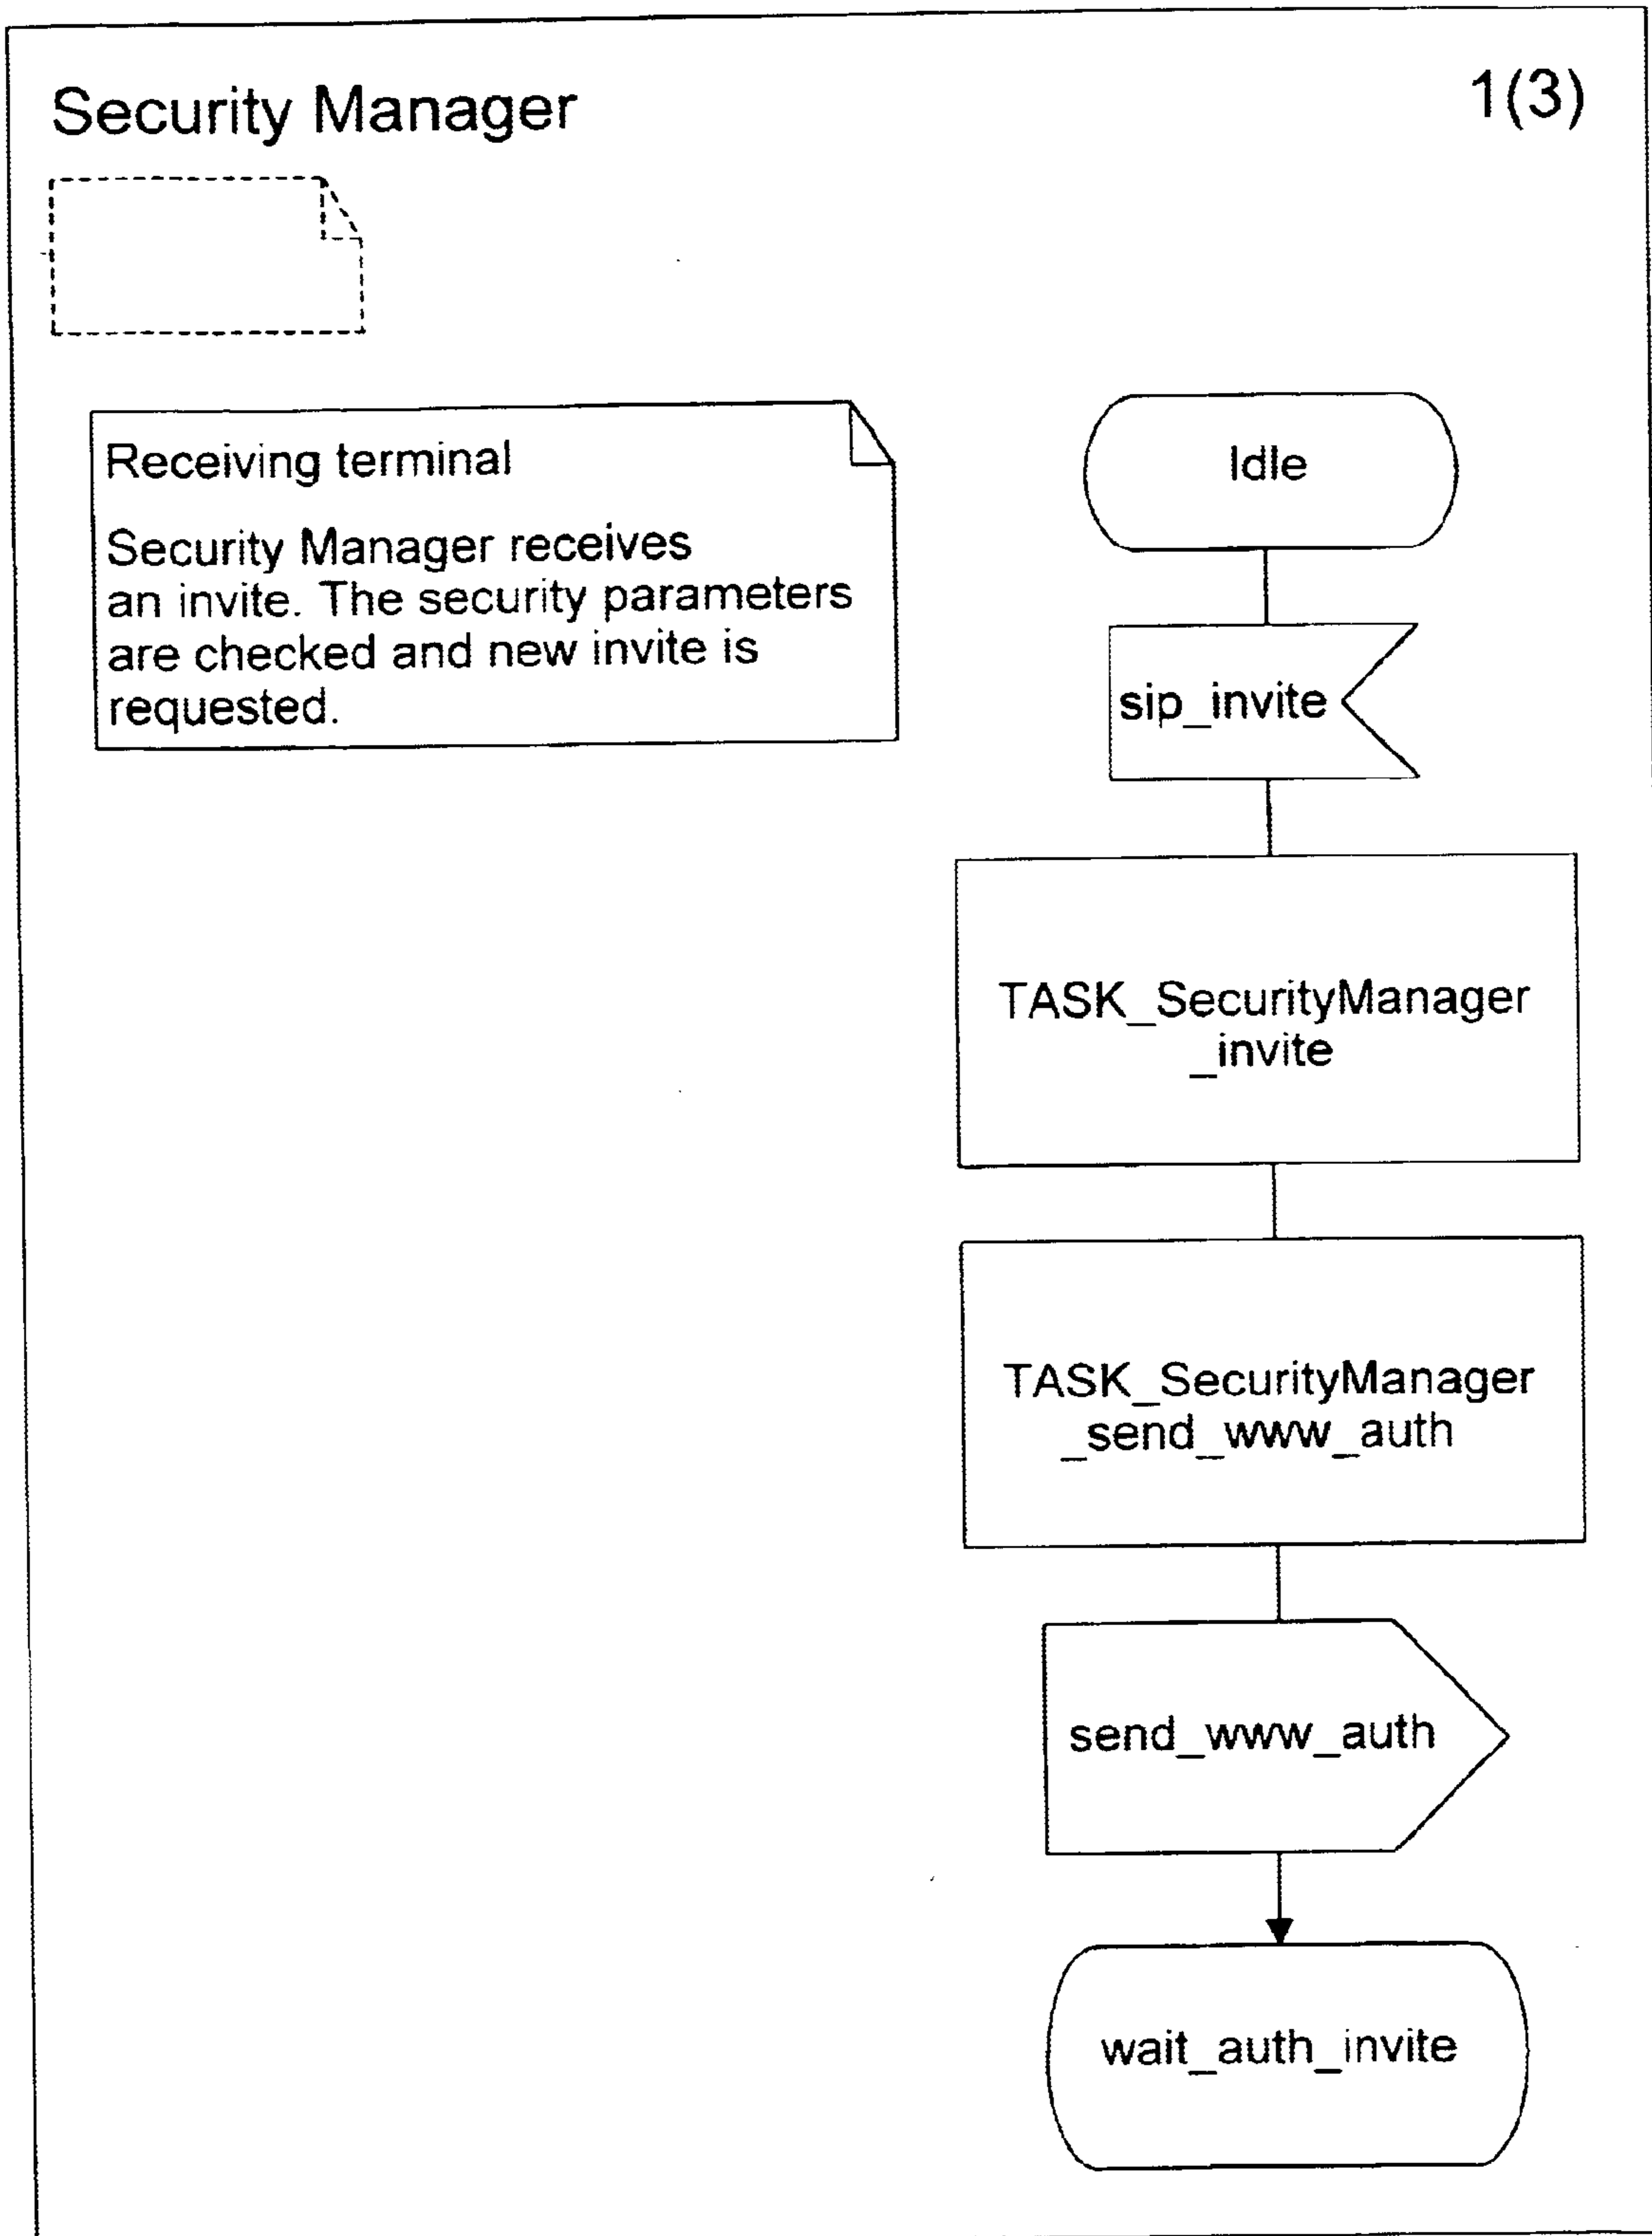 Security Manager
1(3)
Receiving terminal
Security Manager receives
an invite. The security parameters
are checked and new invite is
requested.
Idle
sip_invite
TASK_SecurityManager
_invite
TASK_SecurityManager
_send_www_auth
send_www_auth
wait_auth_invite